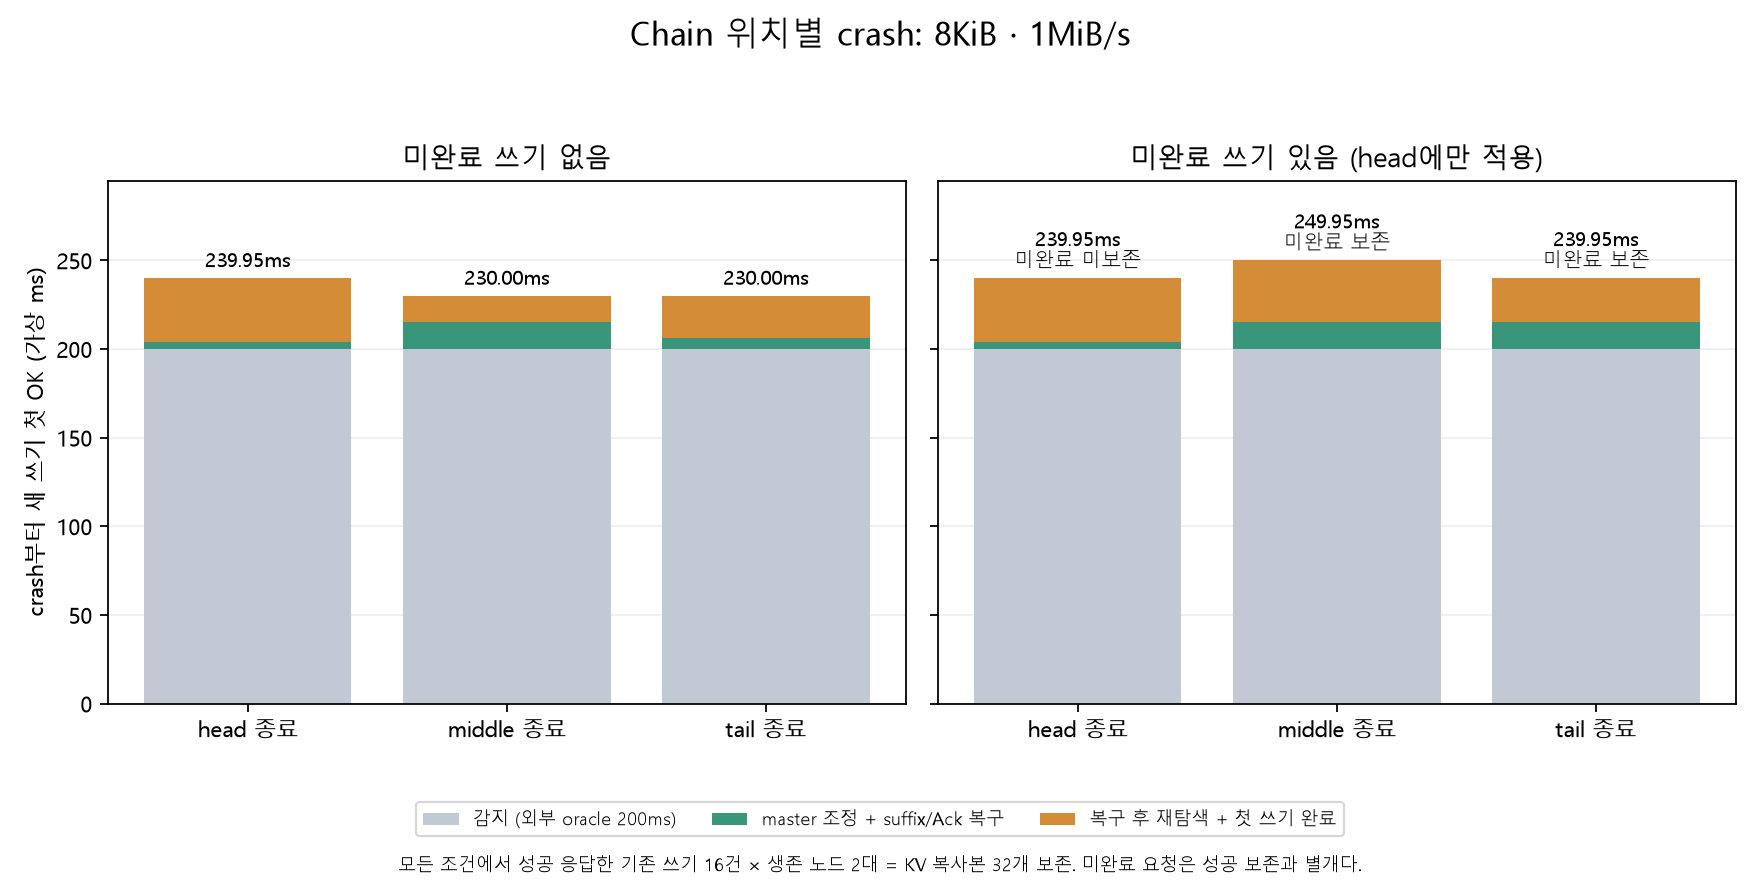 Chain 위치별 crash: 8KiB · 1MiB/s
미완료 쓰기 없음
미완료 쓰기 있음 (head에만 적용)
crash부터 새 쓰기 첫 OK (가상 ms)
250
200
150
100
50
0
239.95ms
230.00ms
230.00ms
head 종료
middle 종료
tail 종료
239.95ms
미완료 미보존
249.95ms
미완료 보존
239.95ms
미완료 보존
head 종료
middle 종료
tail 종료
감지 (외부 oracle 200ms)
master 조정 + suffix/Ack 복구
복구 후 재탐색 + 첫 쓰기 완료
모든 조건에서 성공 응답한 기존 쓰기 16건 × 생존 노드 2대 = KV 복사본 32개 보존. 미완료 요청은 성공 보존과 별개다.